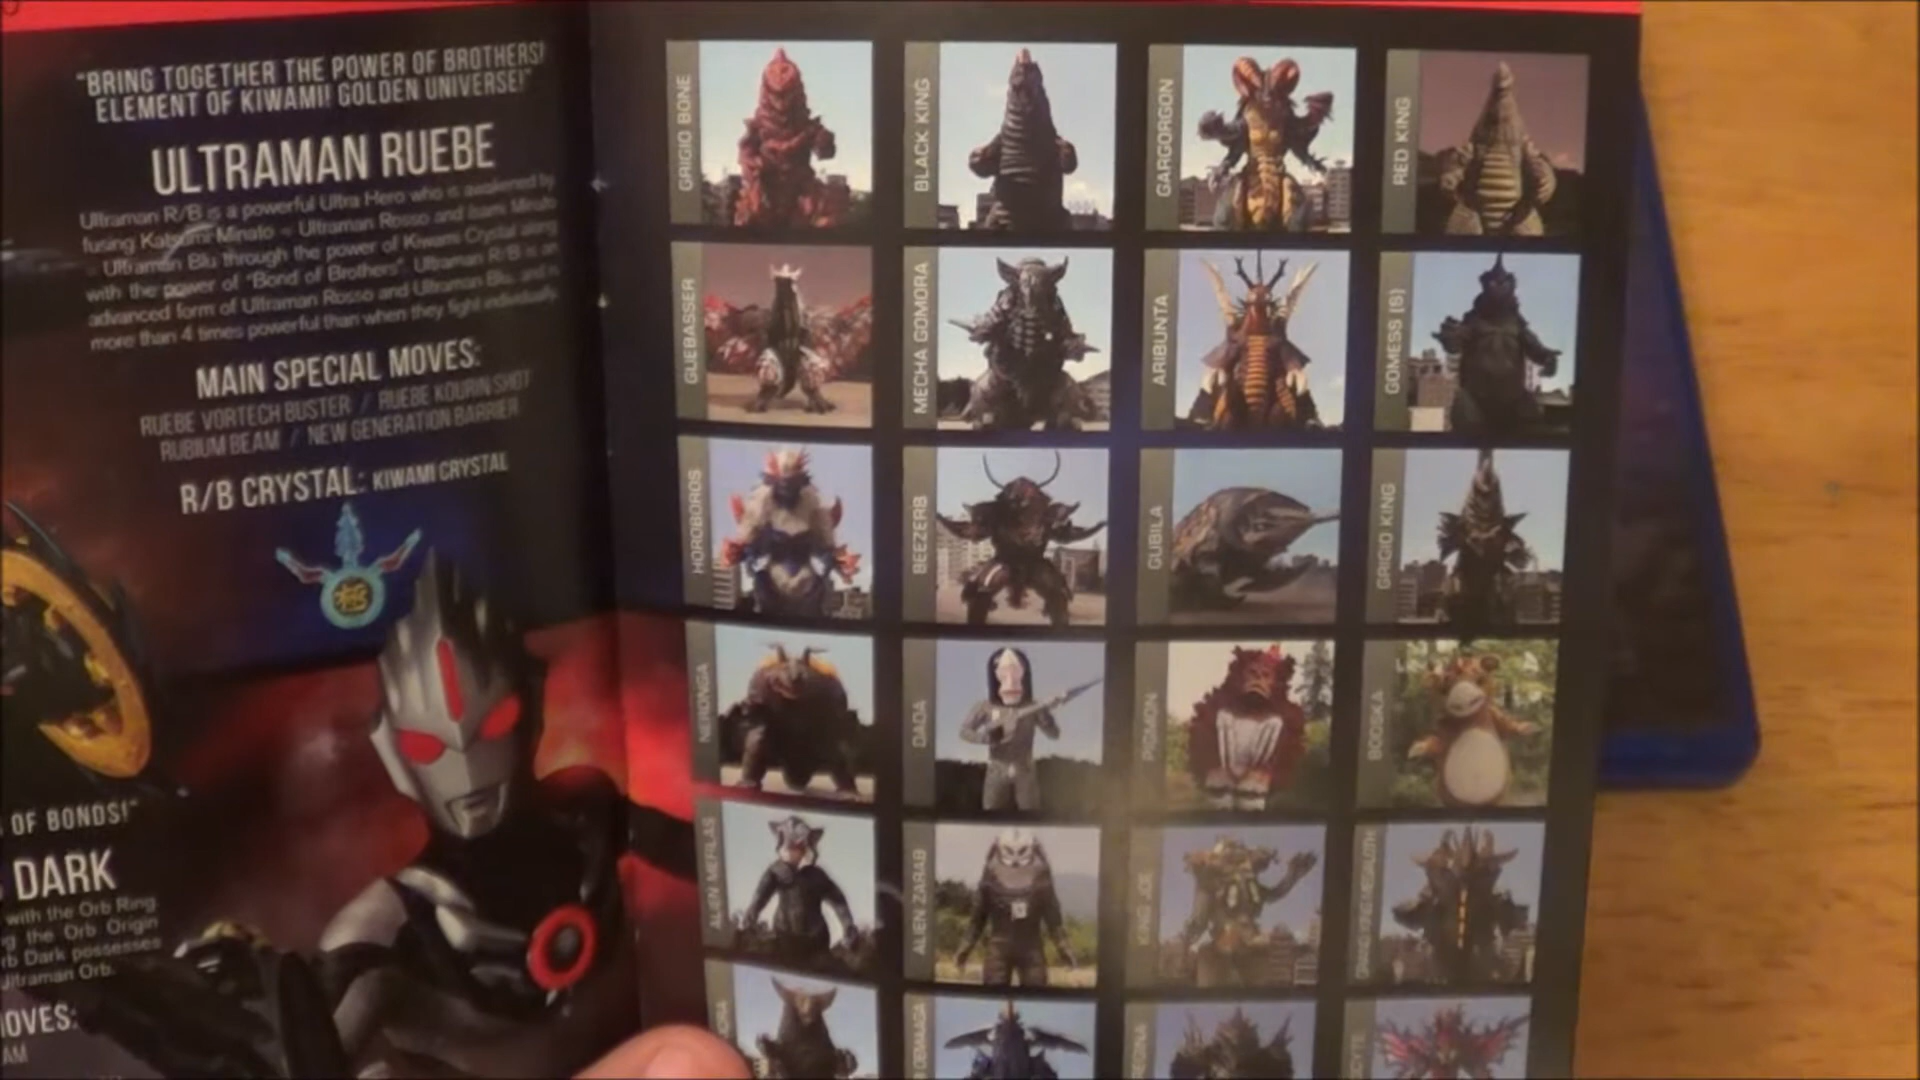 "BRING TOGETHER THE POWER OF BROTHERS!
ELEMENT OF KIWAMI! GOLDEN UNIVERSE!"
ULTRAMAN RUEBE
Ultraman R/B is a powerful Ultra Hero who is awakened by
fusing Katsumi Minato – Ultraman Rosso and Isami Minato
– Ultraman Blu through the power of Kiwami Crystal along
with the power of "Bond of Brothers". Ultraman R/B is an
advanced form of Ultraman Rosso and Ultraman Blu, and is
more than 4 times powerful than when they fight individually.
MAIN SPECIAL MOVES:
RUEBE VORTECH BUSTER // RUEBE KOURIN SHOT
RUBIUM BEAM // NEW GENERATION BARRIER
R/B CRYSTAL: KIWAMI CRYSTAL
極
OF BONDS!"
DARK
with the Orb Ring
the Orb Origin
Dark possesses
Ultraman Orb.
MOVES:
AM
GRIGIO BONE
BLACK KING
GARGORGON
RED KING
GUEBASSER
MECHA GOMORA
ARIBUNTA
GOMESS (S)
HOROBOROS
BEEZERB
GUBILA
GRIGIO KING
NERONGA
DADA
PIGMON
BOOSKA
ALIEN MEFILAS
ALIEN ZARAB
KING JOE
GRAND KING MEGALOTH